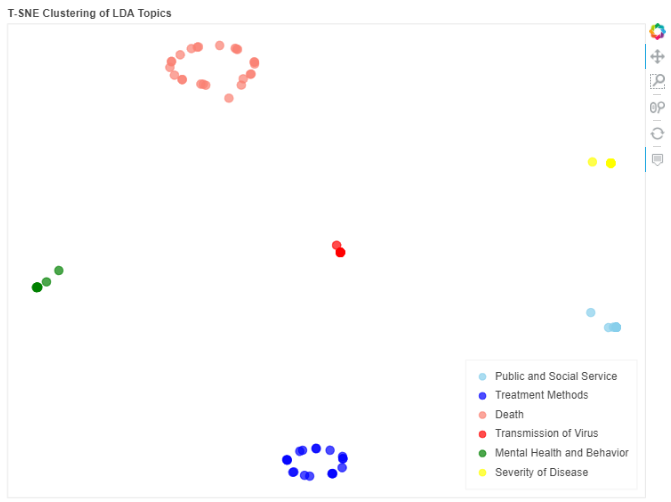 T-SNE Clustering of LDA Topics
Public and Social Service
Treatment Methods
Death
Transmission of Virus
Mental Health and Behavior
Severity of Disease